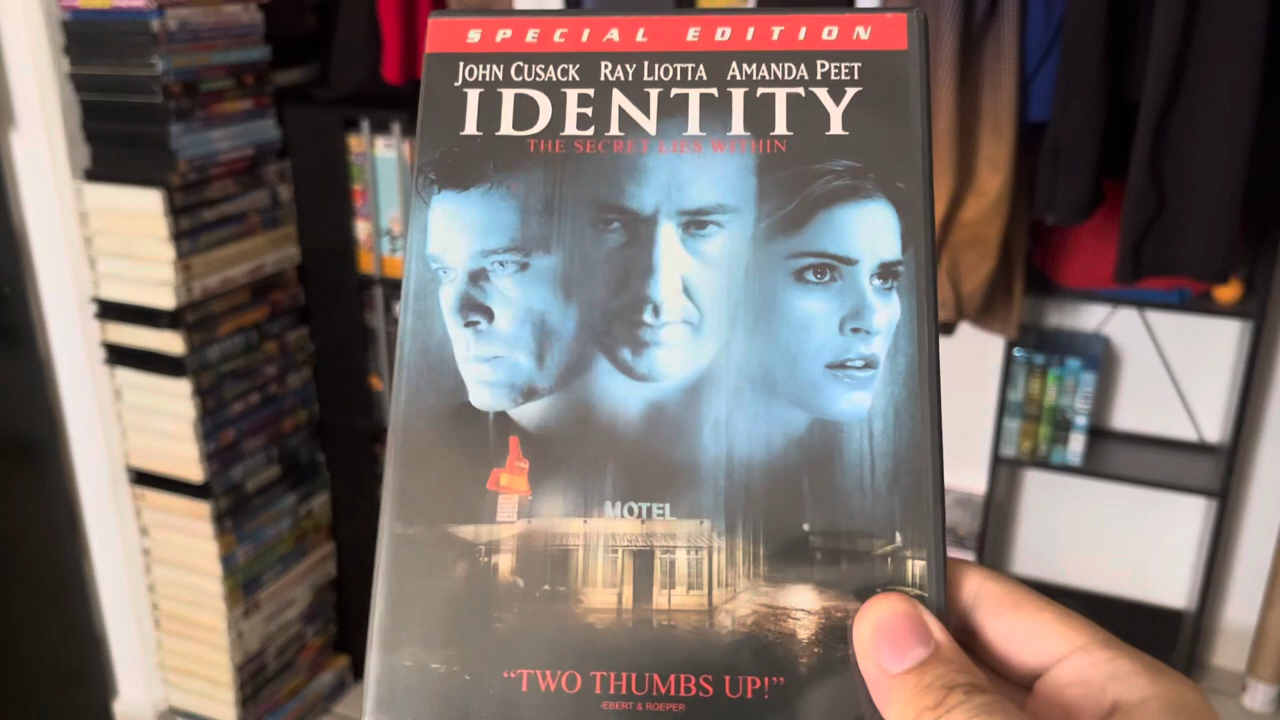 SPECIAL EDITION
JOHN CUSACK RAY LIOTTA AMANDA PEET
IDENTITY
THE SECRET LIES WITHIN
MOTEL
"TWO THUMBS UP!"
-EBERT & ROEPER